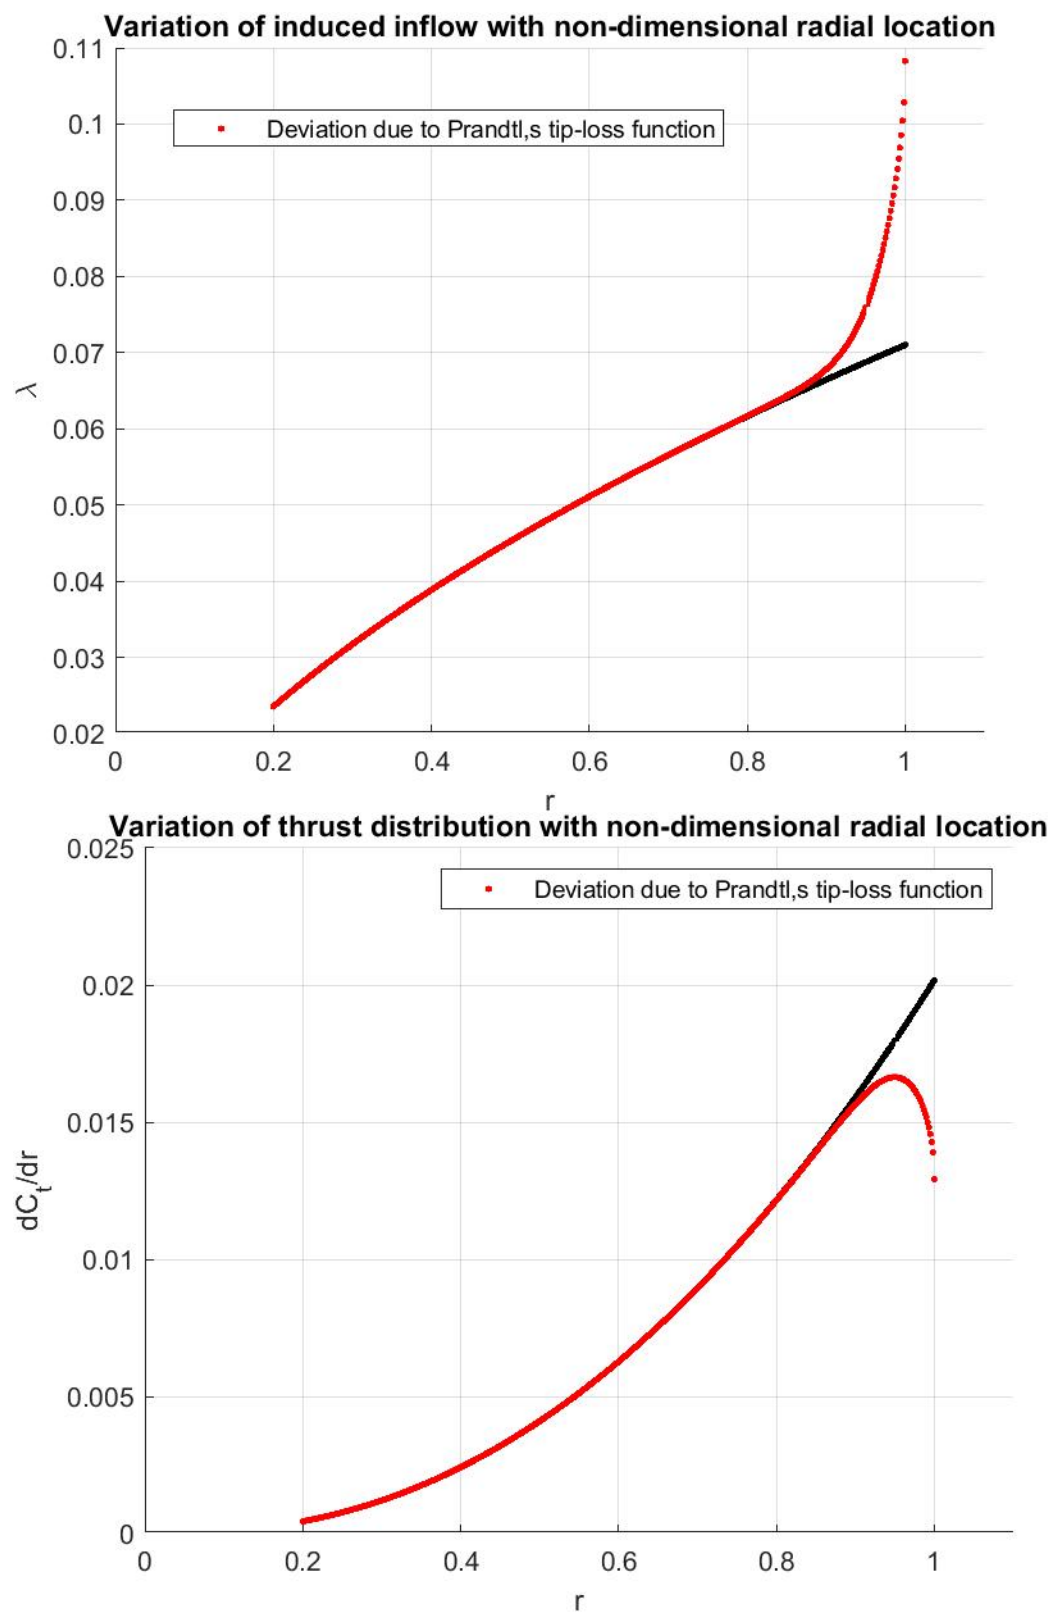 Variation of induced inflow with non-dimensional radial location
0.11
0.1
0.09
0.08
0.07
0.06
0.05
0.04
0.03
0.02
λ
Deviation due to Prandtl,s tip-loss function
0 0.2 0.4 0.6 0.8 1
r
Variation of thrust distribution with non-dimensional radial location
0.025
0.02
0.015
0.01
0.005
0
dCt/dr
Deviation due to Prandtl,s tip-loss function
0 0.2 0.4 0.6 0.8 1
r